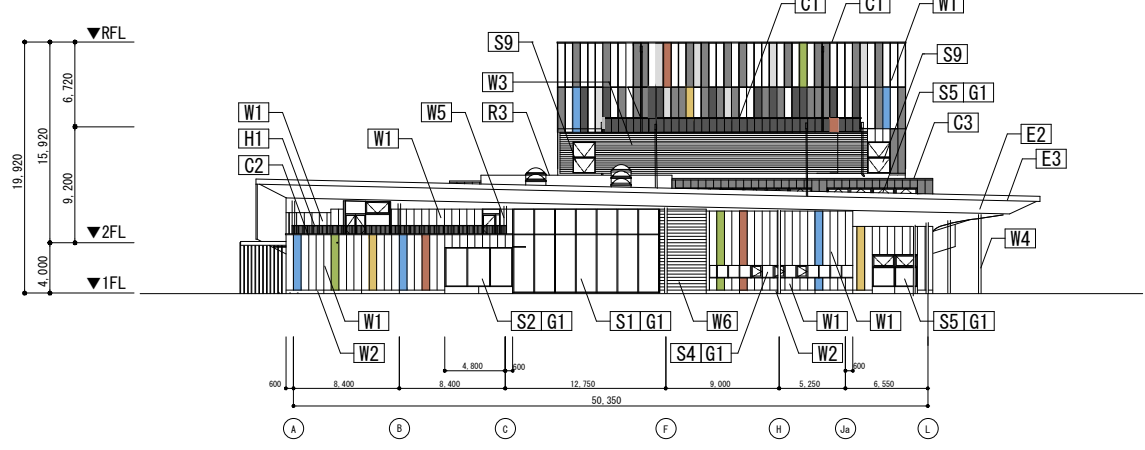 C1
C1
W1
▼RFL
S9
S9
W3
S5 G1
6,720
W1
W5
R3
C3
15,920
H1
W1
E2
19,920
C2
E3
9,200
▼2FL
W4
4,000
▼1FL
W1
S2 G1
S1 G1
W6
W1
W1
S5 G1
W2
S4 G1
W2
4,800
600
600
600
8,400
8,400
12,750
9,000
5,250
6,550
50,350
A
B
C
F
H
Ja
L